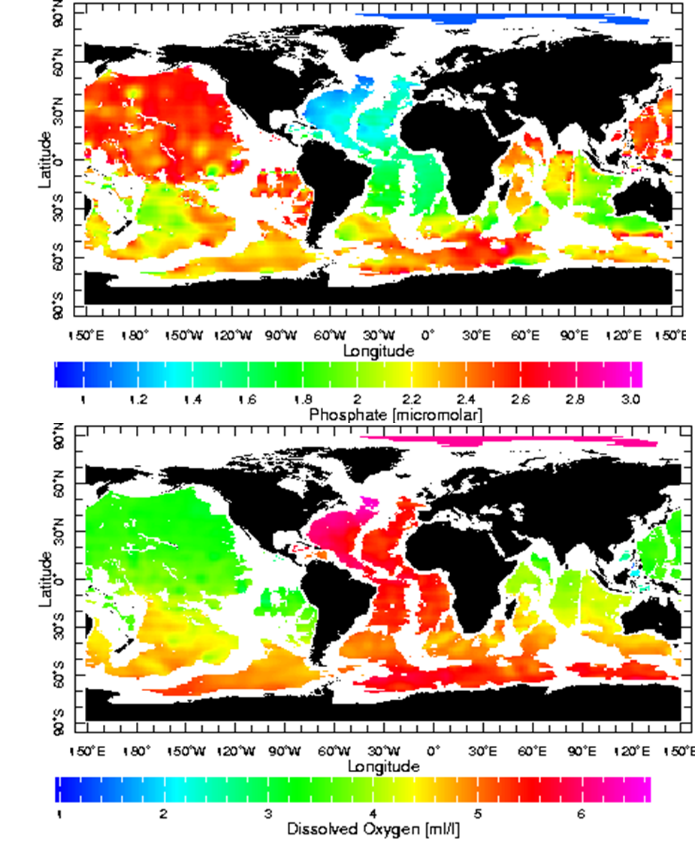 90°N
60°N
30°N
0°
30°S
60°S
90°S
Latitude
150°E 180° 150°W 120°W 90°W 60°W 30°W 0° 30°E 60°E 90°E 120°E 150°E
Longitude
1 1.2 1.4 1.6 1.8 2 2.2 2.4 2.6 2.8 3.0
Phosphate [micromolar]
90°N
60°N
30°N
0°
30°S
60°S
90°S
Latitude
150°E 180° 150°W 120°W 90°W 60°W 30°W 0° 30°E 60°E 90°E 120°E 150°E
Longitude
1 2 3 4 5 6
Dissolved Oxygen [ml/l]